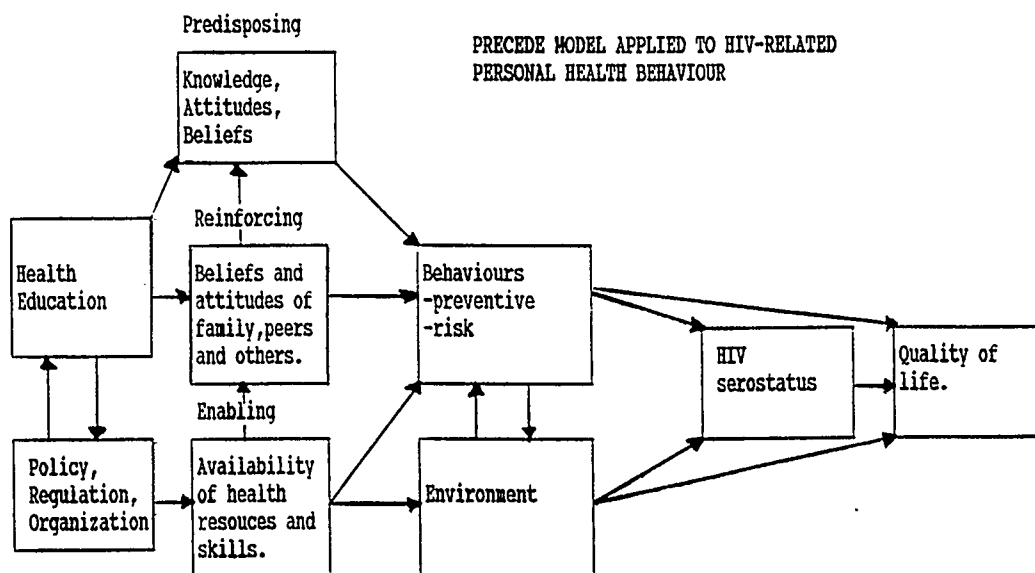 Predisposing
PRECEDE MODEL APPLIED TO HIV-RELATED
PERSONAL HEALTH BEHAVIOUR
Knowledge,
Attitudes,
Beliefs
Reinforcing
Health
Education
Beliefs and
attitudes of
family,peers
and others.
Behaviours
-preventive
-risk
HIV
serostatus
Quality of
life.
Enabling
Policy,
Regulation,
Organization
Availability
of health
resouces and
skills.
Environment